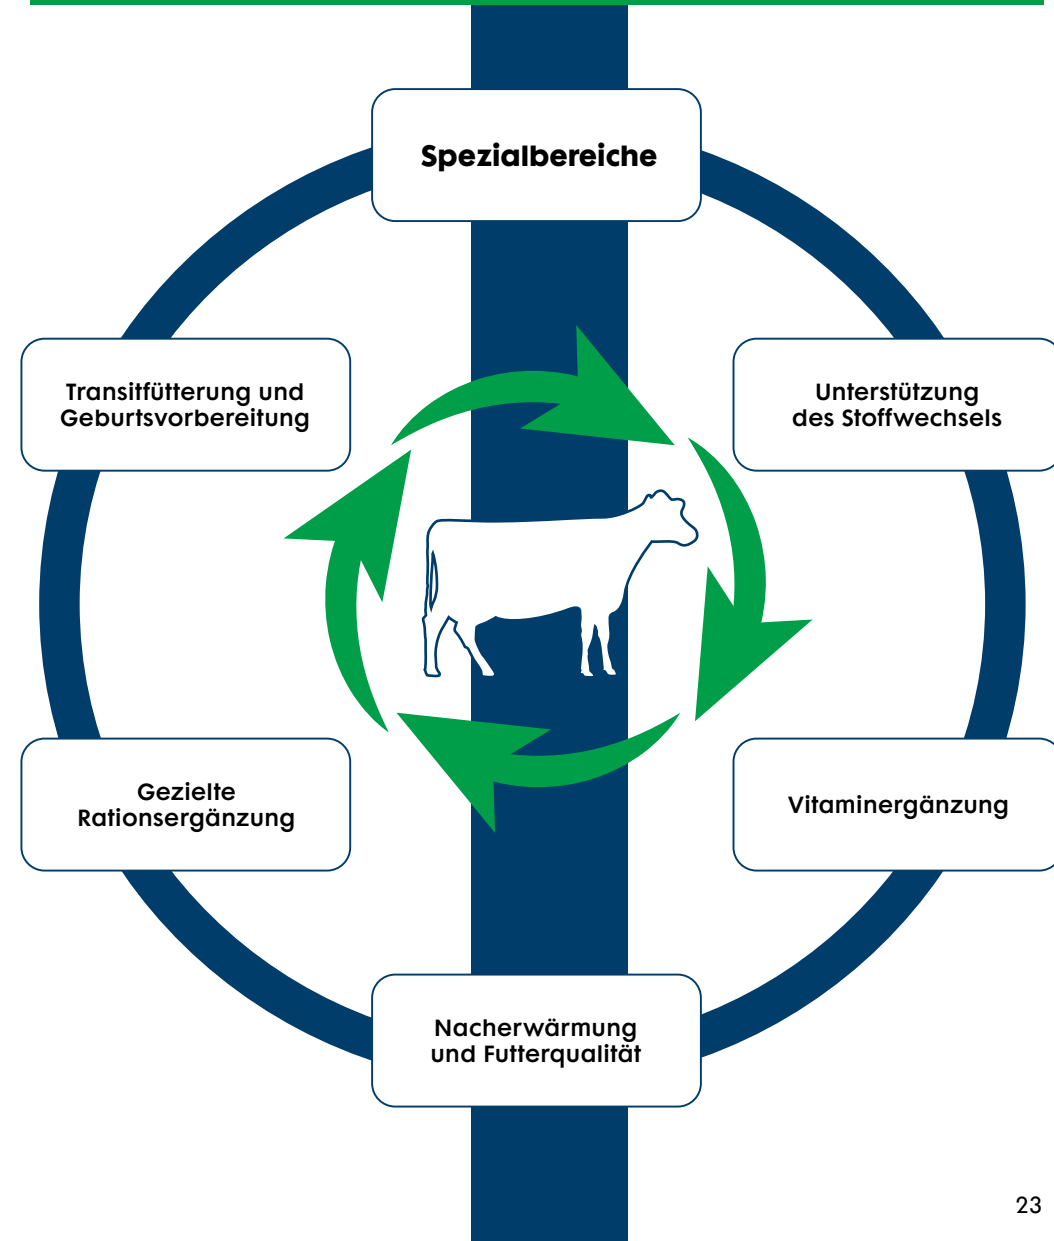 Spezialbereiche
Transitfütterung und
Geburtsvorbereitung
Unterstützung
des Stoffwechsels
Gezielte
Rationsergänzung
Vitaminergänzung
Nacherwärmung
und Futterqualität
23